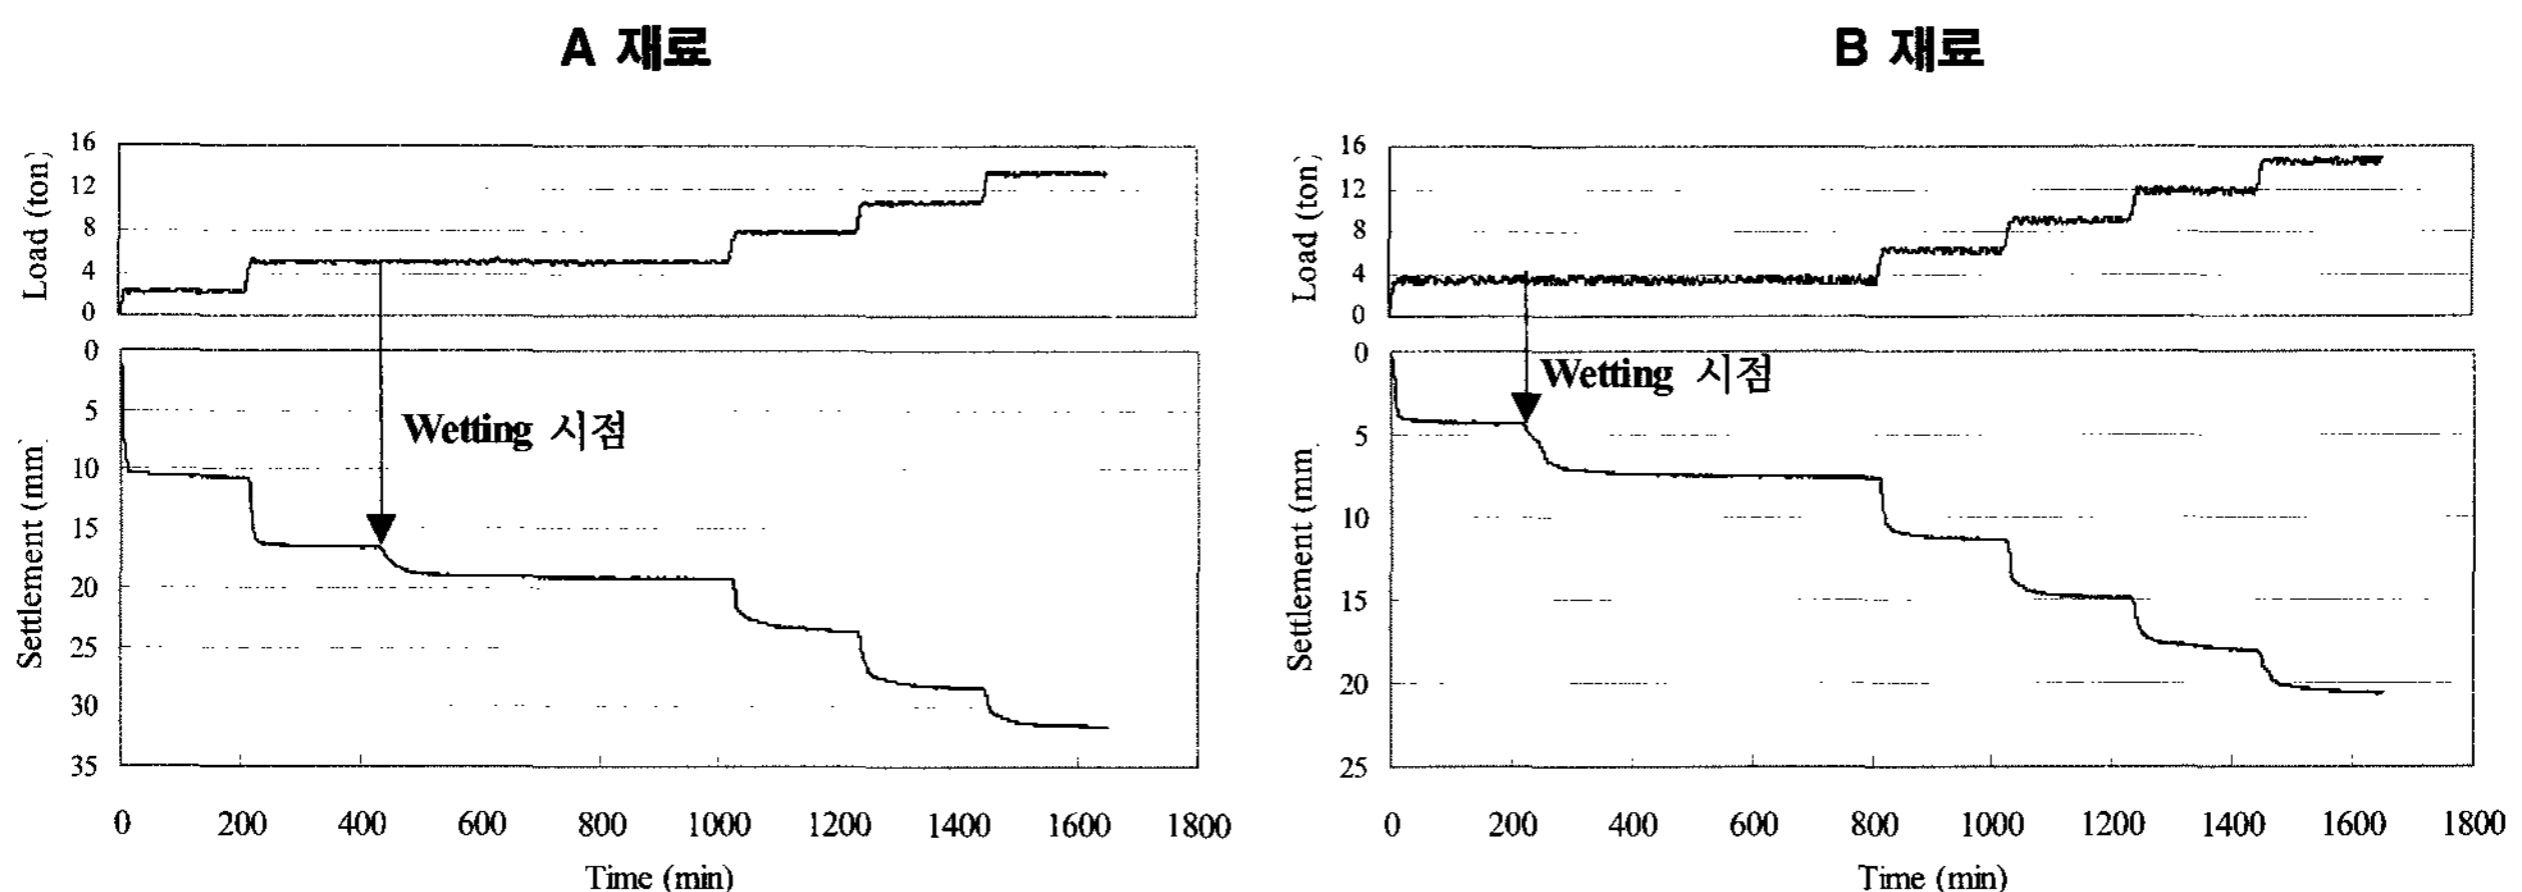 A 재료
16
12
8
4
0
Load (ton)
0
5
10
15
20
25
30
35
Settlement (mm)
Wetting 시점
0 200 400 600 800 1000 1200 1400 1600 1800
Time (min)
B 재료
16
12
8
4
0
Load (ton)
0
5
10
15
20
25
Settlement (mm
Wetting 시점
0 200 400 600 800 1000 1200 1400 1600 1800
Time (min)